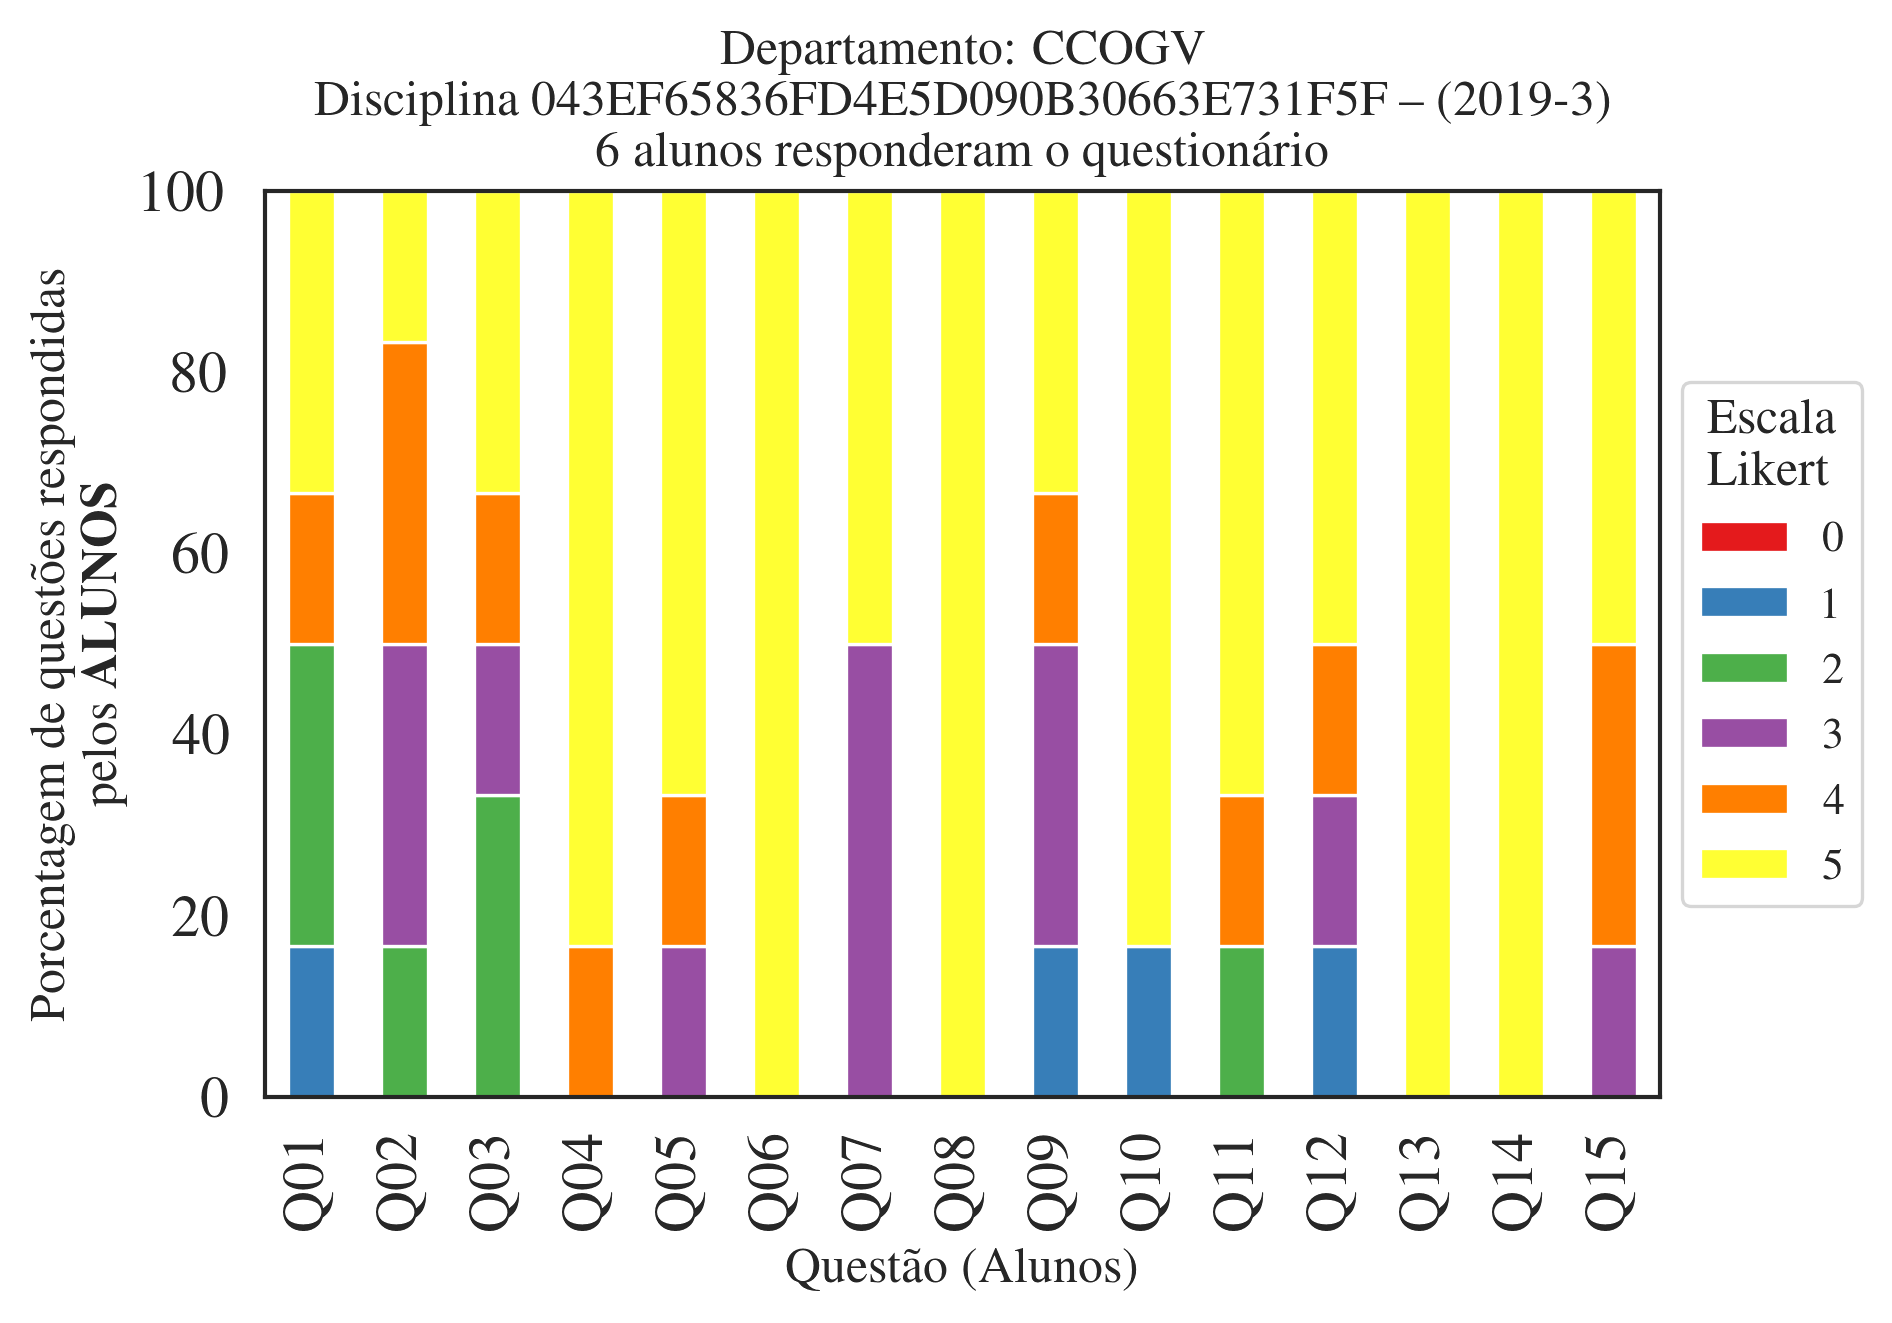 Departamento: CCOGV
Disciplina 043EF65836FD4E5D090B30663E731F5F – (2019-3)
6 alunos responderam o questionário
Porcentagem de questões respondidas
pelos ALUNOS
100
80
60
40
20
0
Q01
Q02
Q03
Q04
Q05
Q06
Q07
Q08
Q09
Q10
Q11
Q12
Q13
Q14
Q15
Questão (Alunos)
Escala
Likert
0
1
2
3
4
5